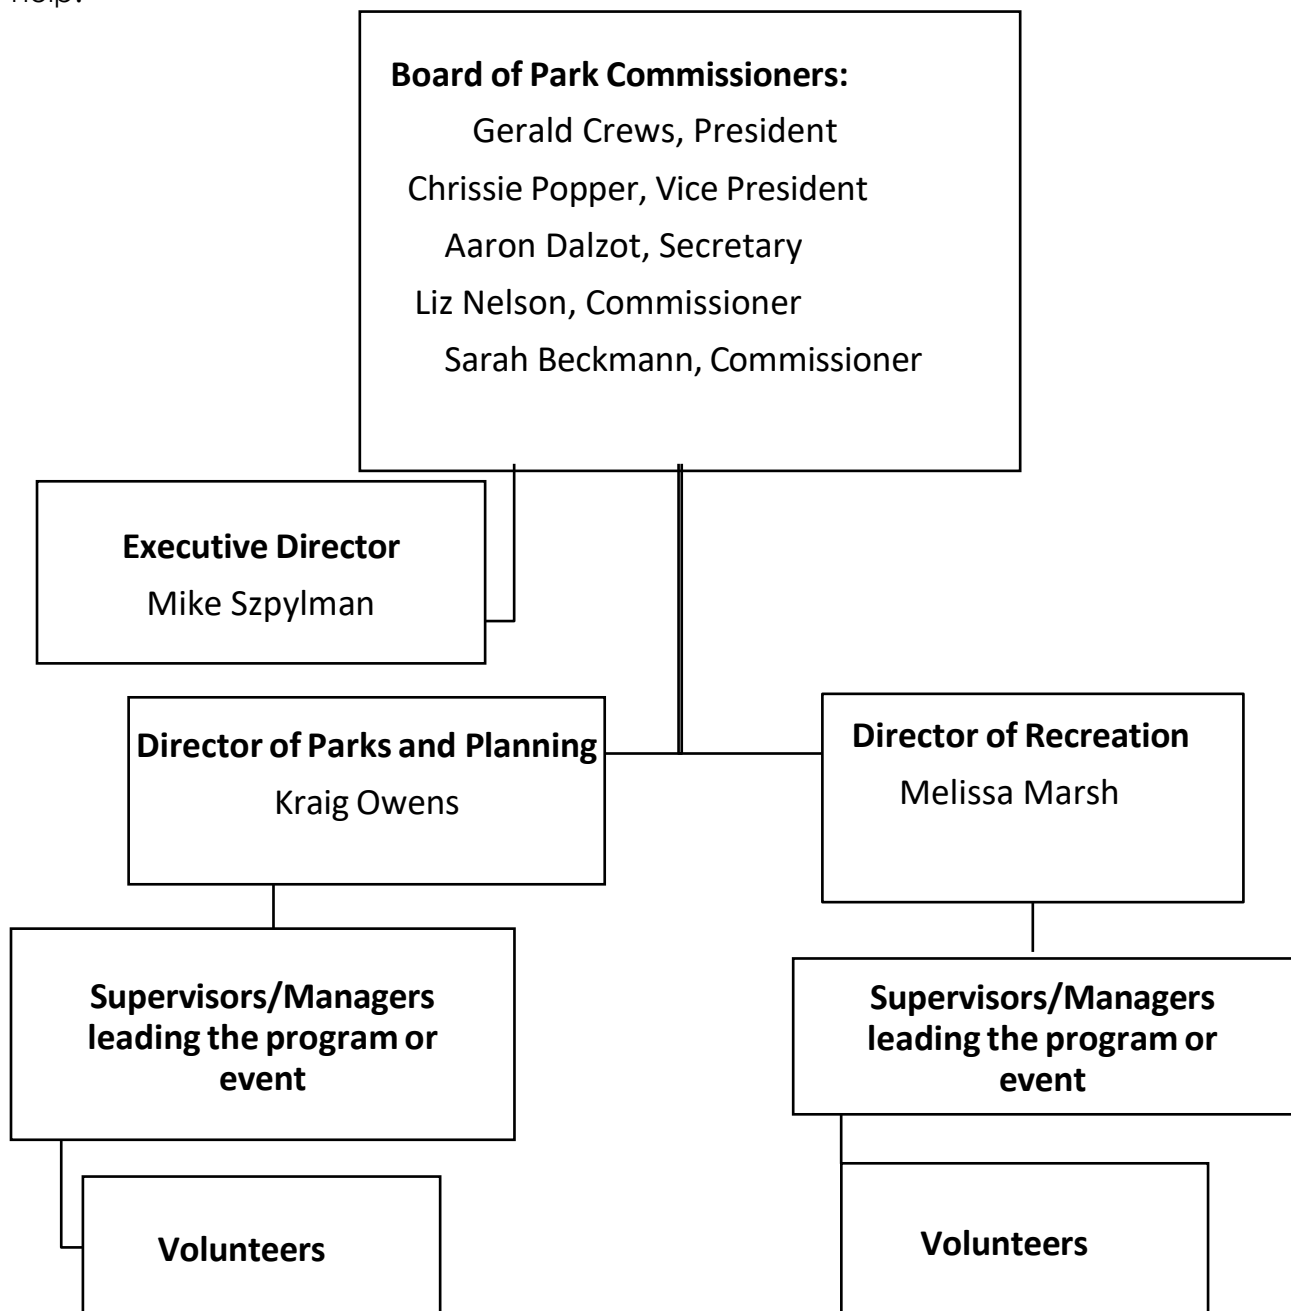 help.
Board of Park Commissioners:
Gerald Crews, President
Chrissie Popper, Vice President
Aaron Dalzot, Secretary
Liz Nelson, Commissioner
Sarah Beckmann, Commissioner
Executive Director
Mike Szpylman
Director of Parks and Planning
Kraig Owens
Director of Recreation
Melissa Marsh
Supervisors/Managers
leading the program or
event
Supervisors/Managers
leading the program or
event
Volunteers
Volunteers